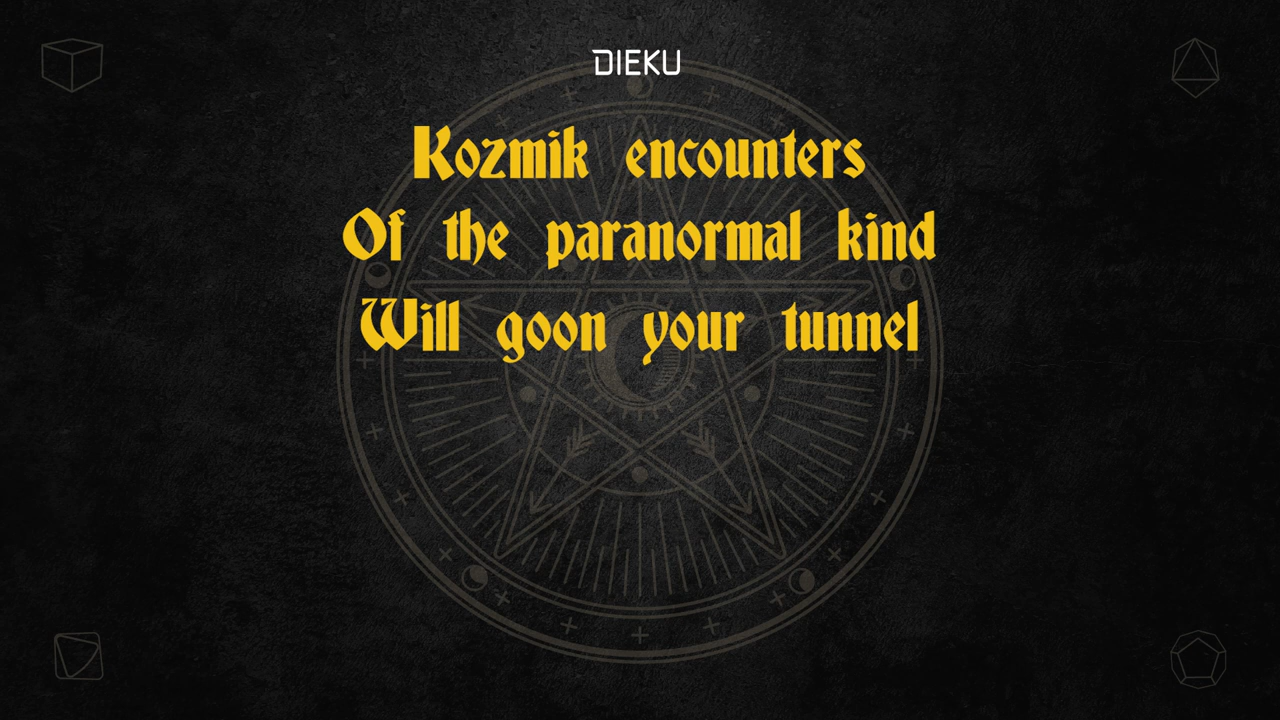 DIEKU
Kozmik encounters
Of the paranormal kind
Will goon your tunnel